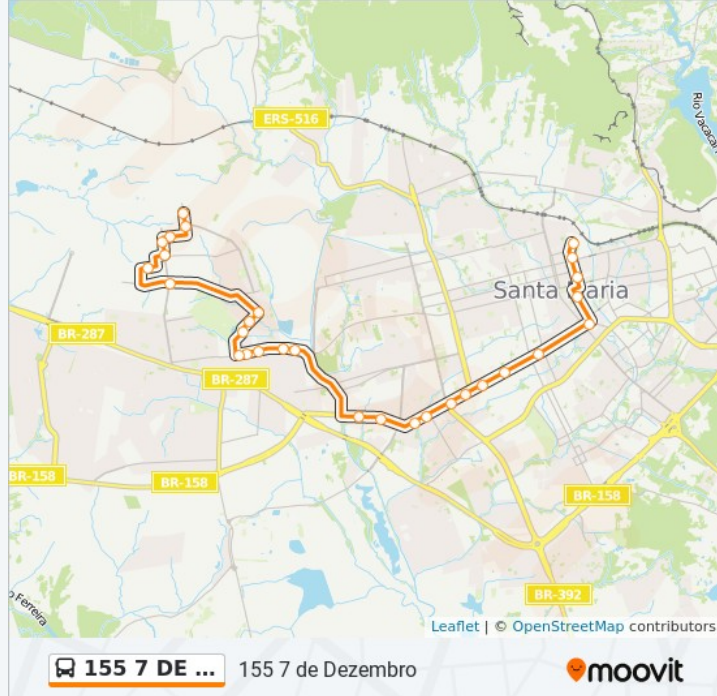 ERS-516
Rio Vacacaí
Santa Maria
BR-287
BR-287
BR-158
BR-158
BR-158
BR-392
Ferreira
Leaflet | © OpenStreetMap contributors
155 7 DE ...
155 7 de Dezembro
moovit